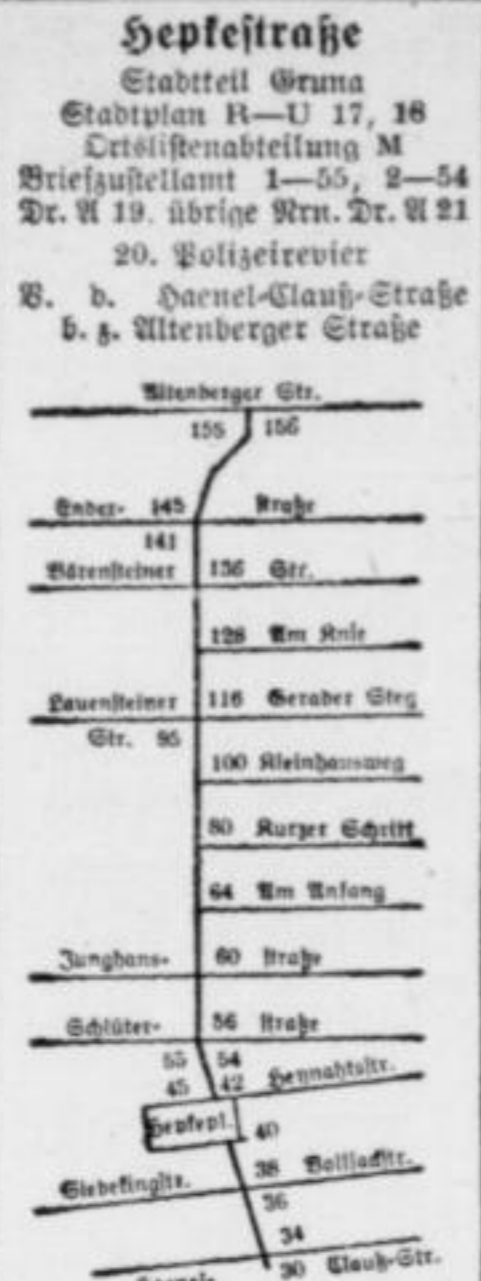 Hepkestraße
Stadtteil Gruna
Stadtplan R—U 17, 18
Ortslistenabteilung M
Briefzustellamt 1—55, 2—54
Dr. A 19. übrige Nrn. Dr. A 21
20. Polizeirevier
V. d. Haenel-Clauß-Straße
b. z. Altenberger Straße
Altenberger Str.
155 156
Ender- 145 straße
141
Bärensteiner 136 Str.
128 Am Knie
Lauensteiner 116 Gerader Steg
Str. 95
100 Kleinhausweg
80 Kurzer Schritt
64 Am Anfang
Junghans- 60 straße
Schlüter- 56 straße
55 54
45 42 Hennahtsstr.
Hepkepl. 40
Siebekingstr. 38
36
34
30 Clauß-Str.